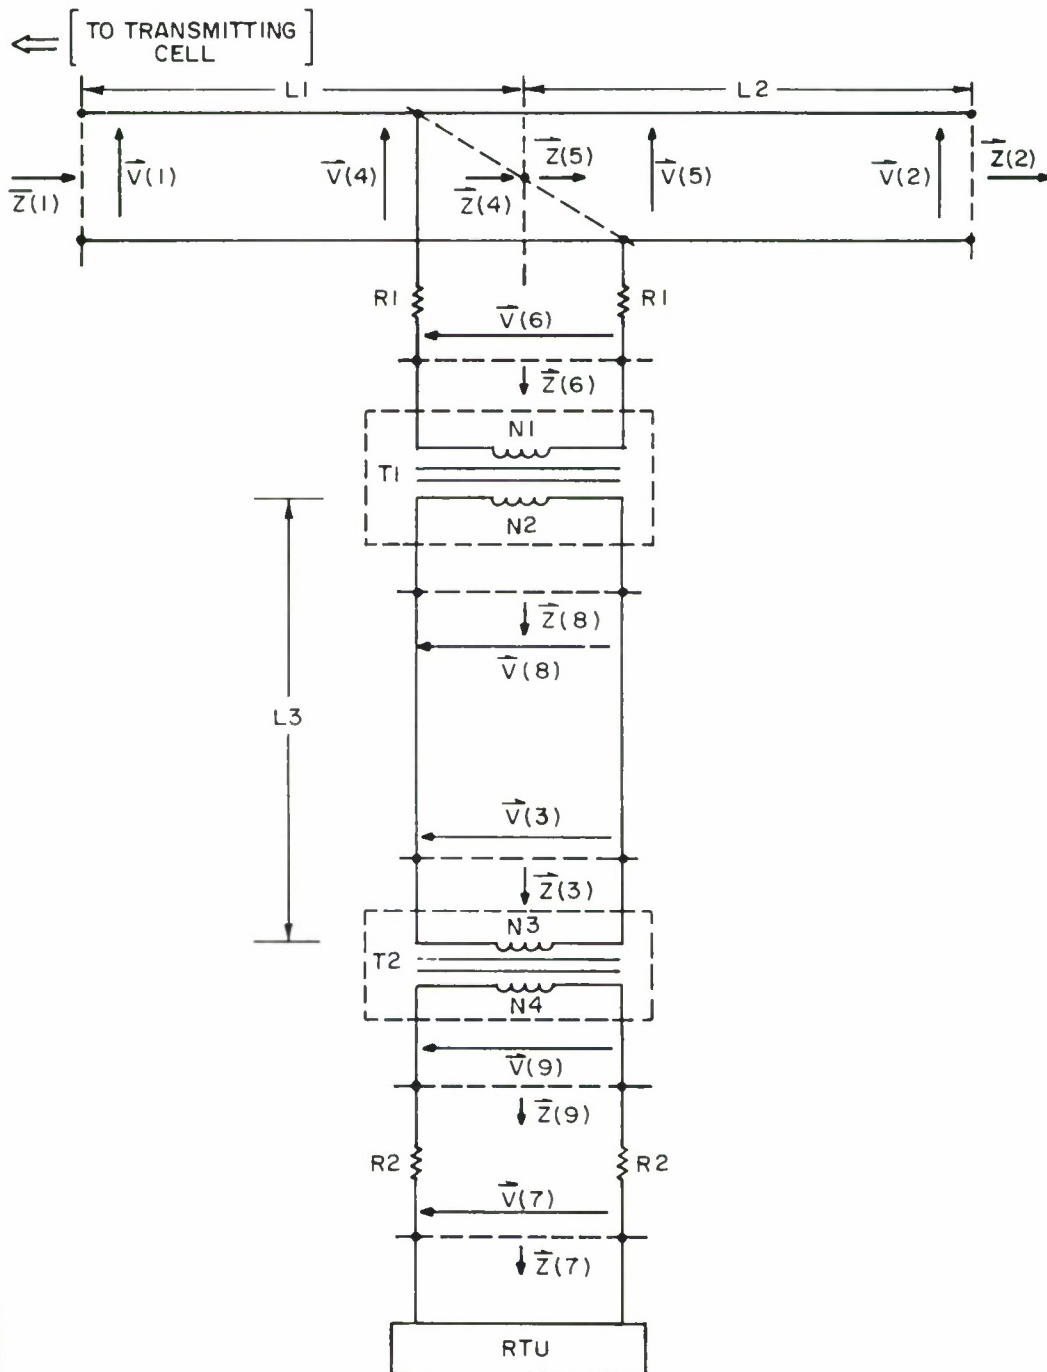 TO TRANSMITTING
CELL
L1
L2
V(1)
V(4)
Z(5)
V(5)
V(2)
Z(2)
Z(1)
Z(4)
R1
R1
V(6)
Z(6)
N1
T1
N2
Z(8)
V(8)
L3
V(3)
Z(3)
N3
T2
N4
V(9)
Z(9)
R2
R2
V(7)
Z(7)
RTU